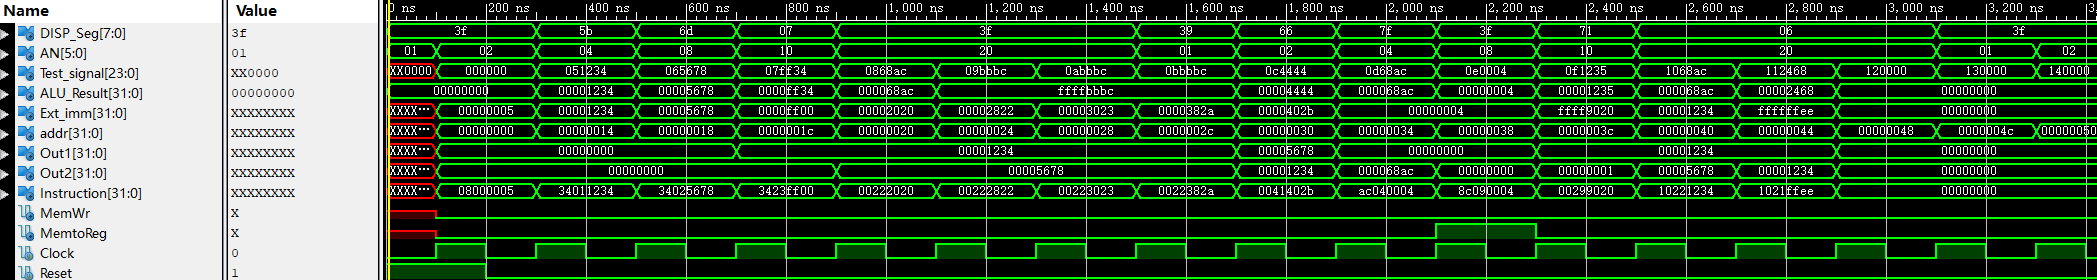 Name Value 0 ns 200 ns 400 ns 600 ns 800 ns 1,000 ns 1,200 ns 1,400 ns 1,600 ns 1,800 ns 2,000 ns 2,200 ns 2,400 ns 2,600 ns 2,800 ns 3,000 ns 3,200 ns
DISP_Seg[7:0] 3f 3f 5b 6d 07 3f 39 66 7f 3f 71 06 3f
AN[5:0] 01 01 02 04 08 10 20 01 02 04 08 10 20 01 02
Test_signal[23:0] XX0000 XX0000 000000 051234 065678 07ff34 0868ac 09bbbc 0abbbc 0bbbbc 0c4444 0d68ac 0e0004 0f1235 1068ac 112468 120000 130000 140000
ALU_Result[31:0] 00000000 00000000 00001234 00005678 0000ff34 000068ac ffffbbbc 00004444 000068ac 00000004 00001235 000068ac 00002468 00000000
Ext_imm[31:0] XXXXXXXX XXXX··· 00000005 00001234 00005678 0000ff00 00002020 00002822 00003023 0000382a 0000402b 00000004 ffff9020 00001234 ffffffee 00000000
addr[31:0] XXXXXXXX XXXX··· 00000000 00000014 00000018 0000001c 00000020 00000024 00000028 0000002c 00000030 00000034 00000038 0000003c 00000040 00000044 00000048 0000004c 00000050
Out1[31:0] XXXXXXXX XXXX··· 00000000 00001234 00005678 00000000 00001234 00000000
Out2[31:0] XXXXXXXX XXXX··· 00000000 00005678 00001234 000068ac 00000000 00000001 00005678 00001234 00000000
Instruction[31:0] XXXXXXXX XXXX··· 08000005 34011234 34025678 3423ff00 00222020 00222822 00223023 0022382a 0041402b ac040004 8c090004 00299020 10221234 1021ffee 00000000
MemWr X
MemtoReg X
Clock 0
Reset 1